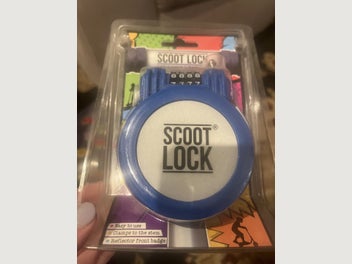 SCOOT LOCK
SCOOT®
LOCK
• Easy to use
• Clamps to the stem
• Reflector front badge